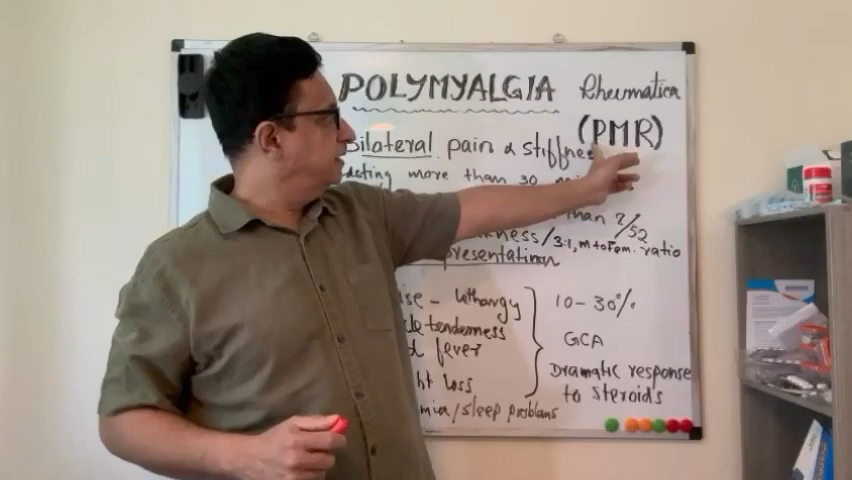 POLYMYALGIA Rheumatica
(PMR)
Bilateral pain & stiffness
lasting more than 30
than 2/52
/3:1, m to Fem. ratio
presentation
lethargy
tenderness
fever
loss
/sleep problems
10-30%
GCA
Dramatic response
to steroids